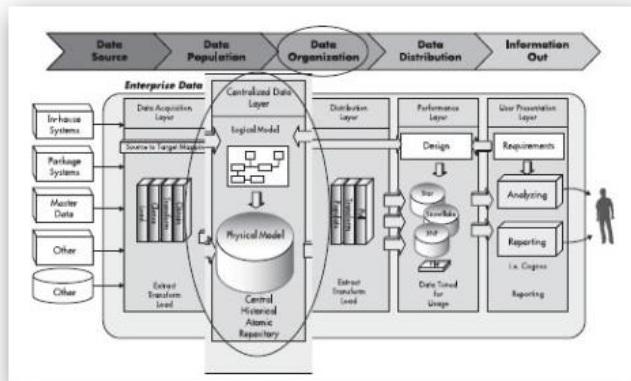 Data Source
Data Population
Data Organization
Data Distribution
Information Out
Enterprise Data
In-house Systems
Package Systems
Master Data
Other
Other
Data Acquisition Layer
Source to Target
Extract Transform Load
Centralized Data Layer
Logical Model
Physical Model
Central Historical Atomic Repository
Distribution Layer
Extract Transform Load
Performance Layer
Design
Star
Snowflake
Data Tuned for Usage
User Presentation Layer
Requirements
Analyzing
Reporting
i.e. Cognos
Reporting